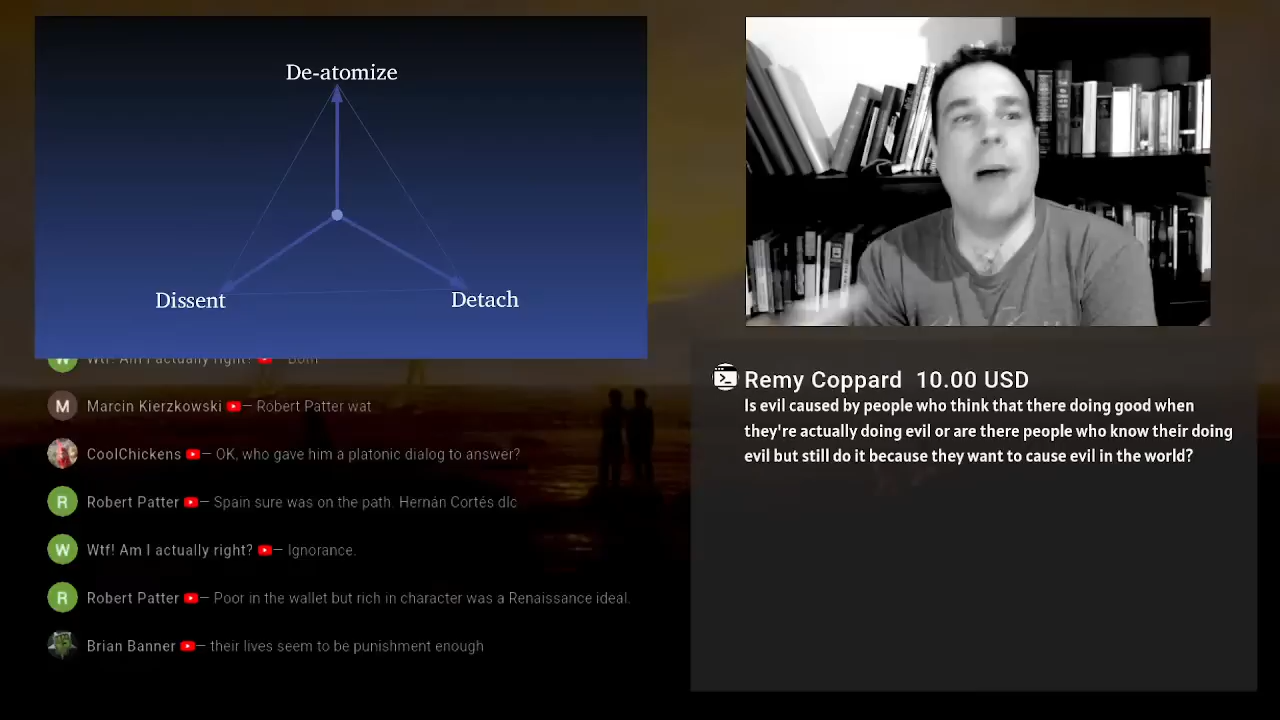 De-atomize
Dissent
Detach
Wtf! Am I actually right? — Both
Marcin Kierzkowski — Robert Patter wat
CoolChickens — OK, who gave him a platonic dialog to answer?
Robert Patter — Spain sure was on the path. Hernán Cortés dlc
Wtf! Am I actually right? — Ignorance.
Robert Patter — Poor in the wallet but rich in character was a Renaissance ideal.
Brian Banner — their lives seem to be punishment enough
W
M
R
W
R
Remy Coppard 10.00 USD
Is evil caused by people who think that there doing good when
they're actually doing evil or are there people who know their doing
evil but still do it because they want to cause evil in the world?